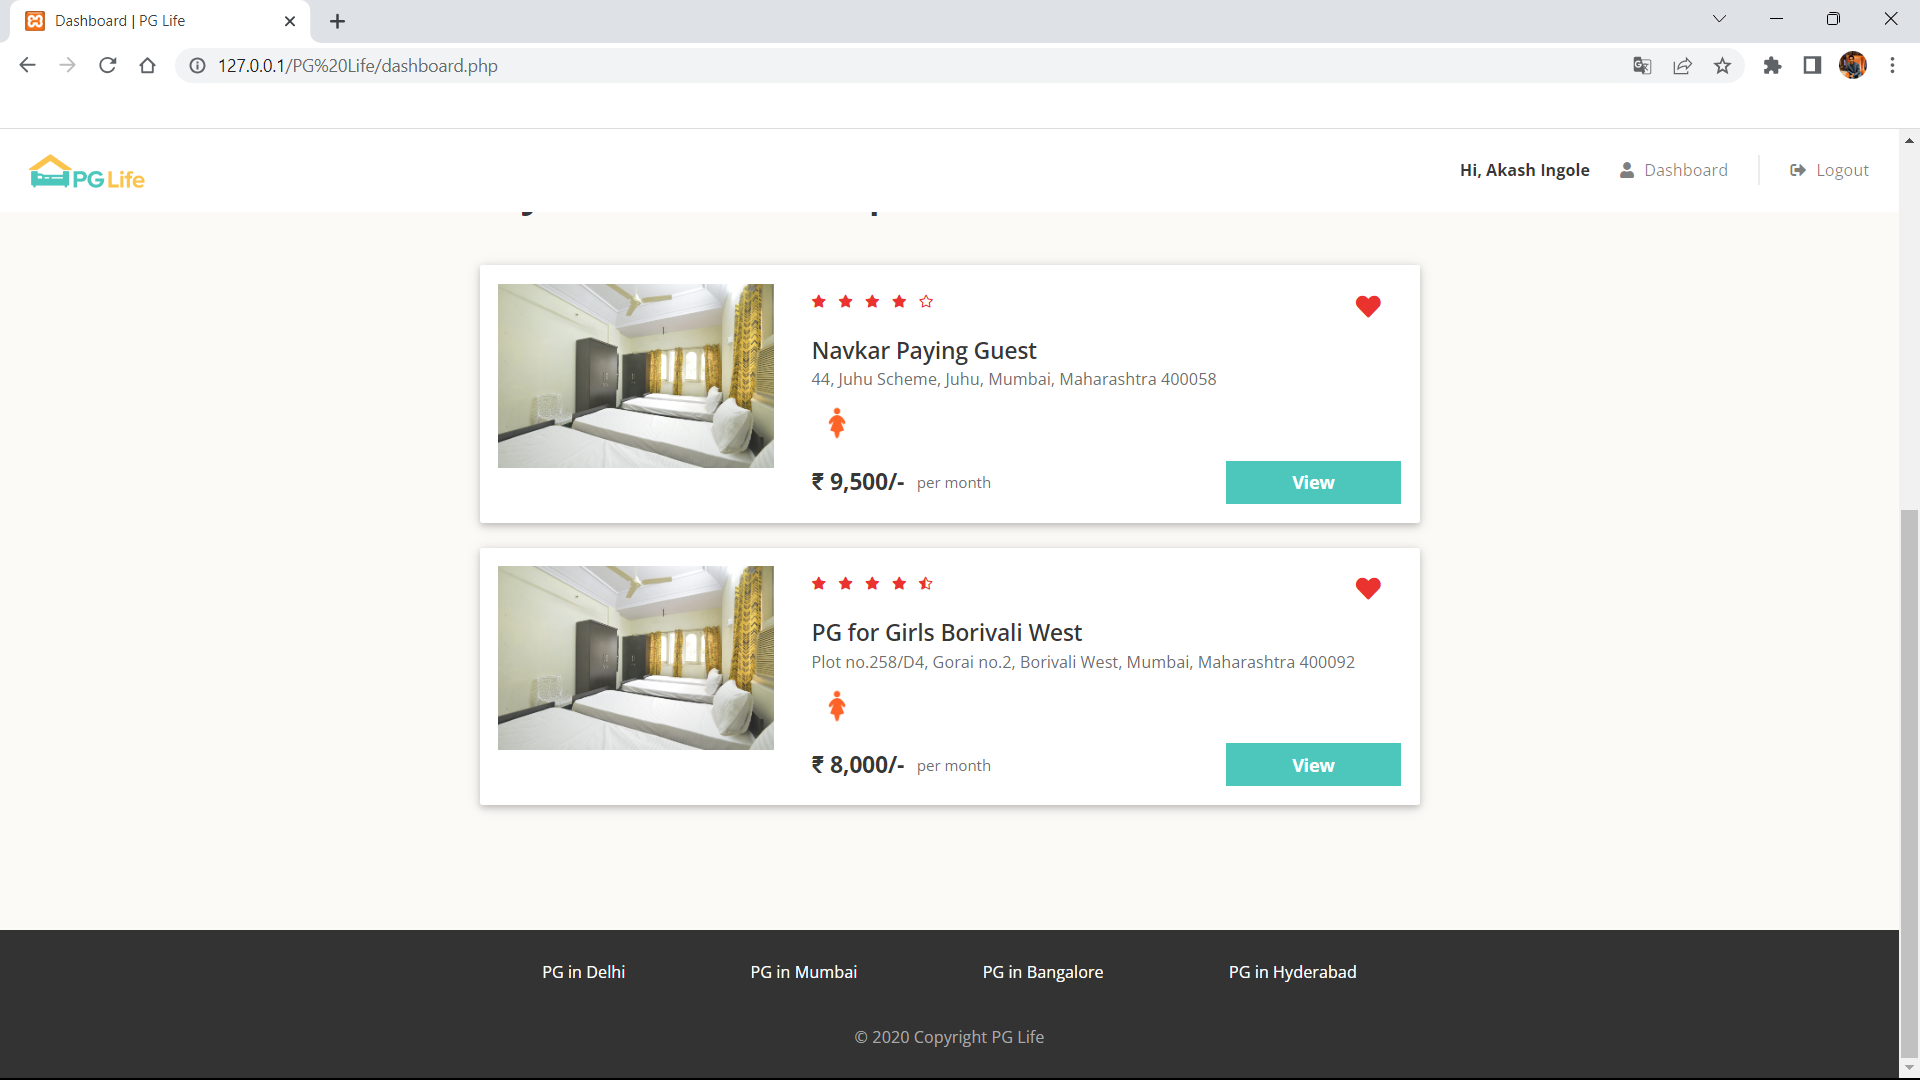 Dashboard | PG Life
127.0.0.1/PG%20Life/dashboard.php
PG Life
Hi, Akash Ingole
Dashboard
Logout
Navkar Paying Guest
44, Juhu Scheme, Juhu, Mumbai, Maharashtra 400058
₹ 9,500/- per month
View
PG for Girls Borivali West
Plot no.258/D4, Gorai no.2, Borivali West, Mumbai, Maharashtra 400092
₹ 8,000/- per month
View
PG in Delhi
PG in Mumbai
PG in Bangalore
PG in Hyderabad
© 2020 Copyright PG Life